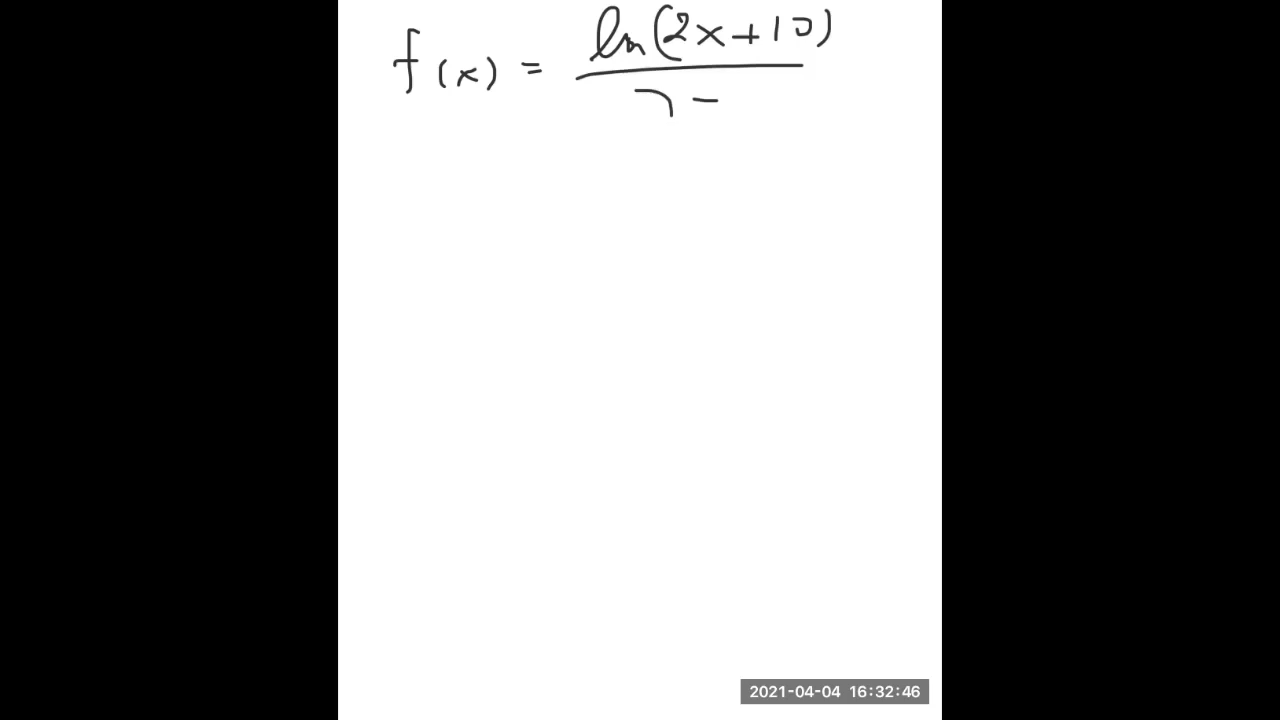 f(x) = ln(2x+10)
7-
2021-04-04 16:32:46